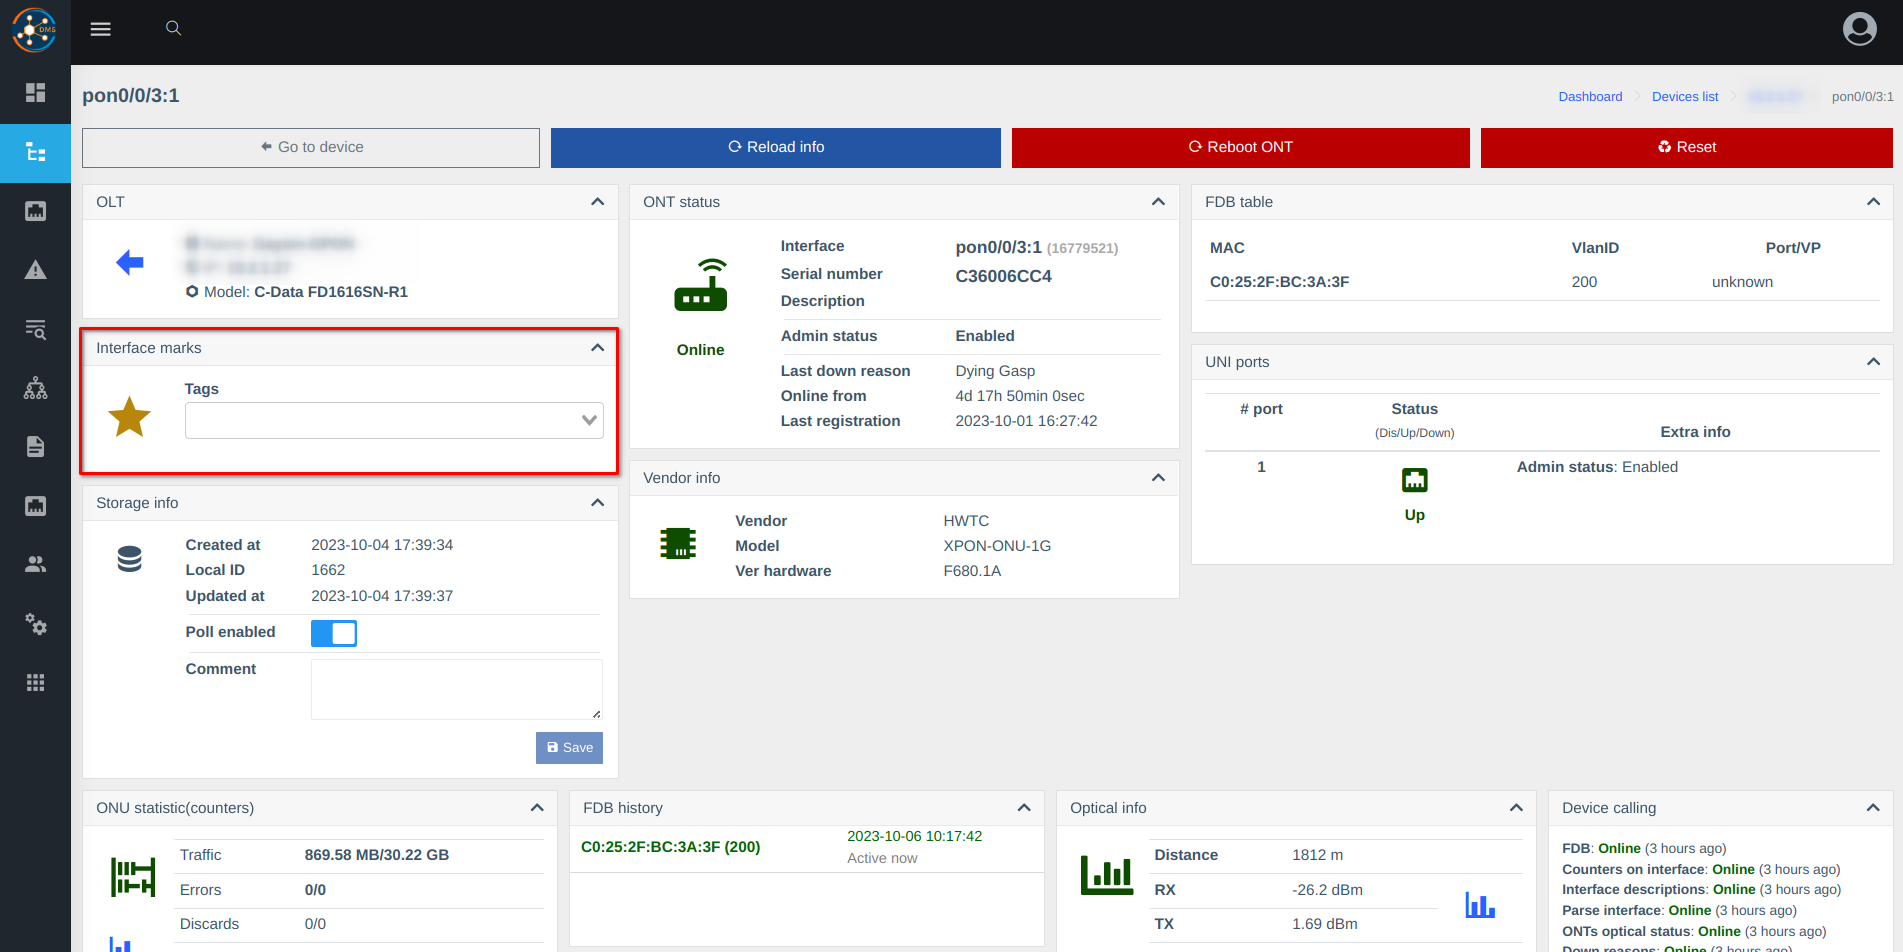 DMS
pon0/0/3:1
Dashboard
Devices list
pon0/0/3:1
Go to device
Reload info
Reboot ONT
Reset
OLT
Model: C-Data FD1616SN-R1
Interface marks
Tags
Storage info
Created at 2023-10-04 17:39:34
Local ID 1662
Updated at 2023-10-04 17:39:37
Poll enabled
Comment
Save
ONT status
Online
Interface pon0/0/3:1 (16779521)
Serial number C36006CC4
Description
Admin status Enabled
Last down reason Dying Gasp
Online from 4d 17h 50min 0sec
Last registration 2023-10-01 16:27:42
Vendor info
Vendor HWTC
Model XPON-ONU-1G
Ver hardware F680.1A
FDB table
MAC VlanID Port/VP
C0:25:2F:BC:3A:3F 200 unknown
UNI ports
# port Status
(Dis/Up/Down) Extra info
1 Admin status: Enabled
Up
ONU statistic(counters)
Traffic 869.58 MB/30.22 GB
Errors 0/0
Discards 0/0
FDB history
C0:25:2F:BC:3A:3F (200) 2023-10-06 10:17:42
Active now
Optical info
Distance 1812 m
RX -26.2 dBm
TX 1.69 dBm
Device calling
FDB: Online (3 hours ago)
Counters on interface: Online (3 hours ago)
Interface descriptions: Online (3 hours ago)
Parse interface: Online (3 hours ago)
ONTs optical status: Online (3 hours ago)
Down reasons: Online (3 hours ago)